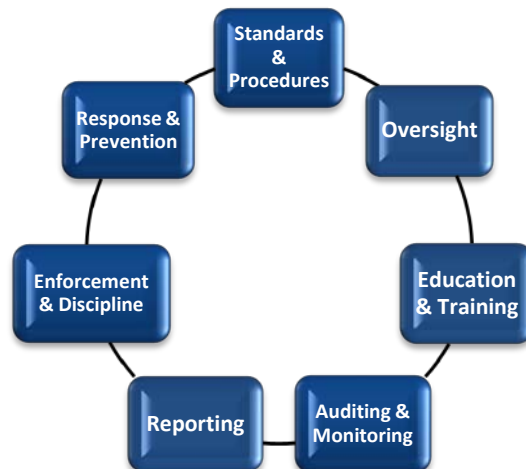 Standards
&
Procedures
Oversight
Education
& Training
Auditing &
Monitoring
Reporting
Enforcement
& Discipline
Response &
Prevention